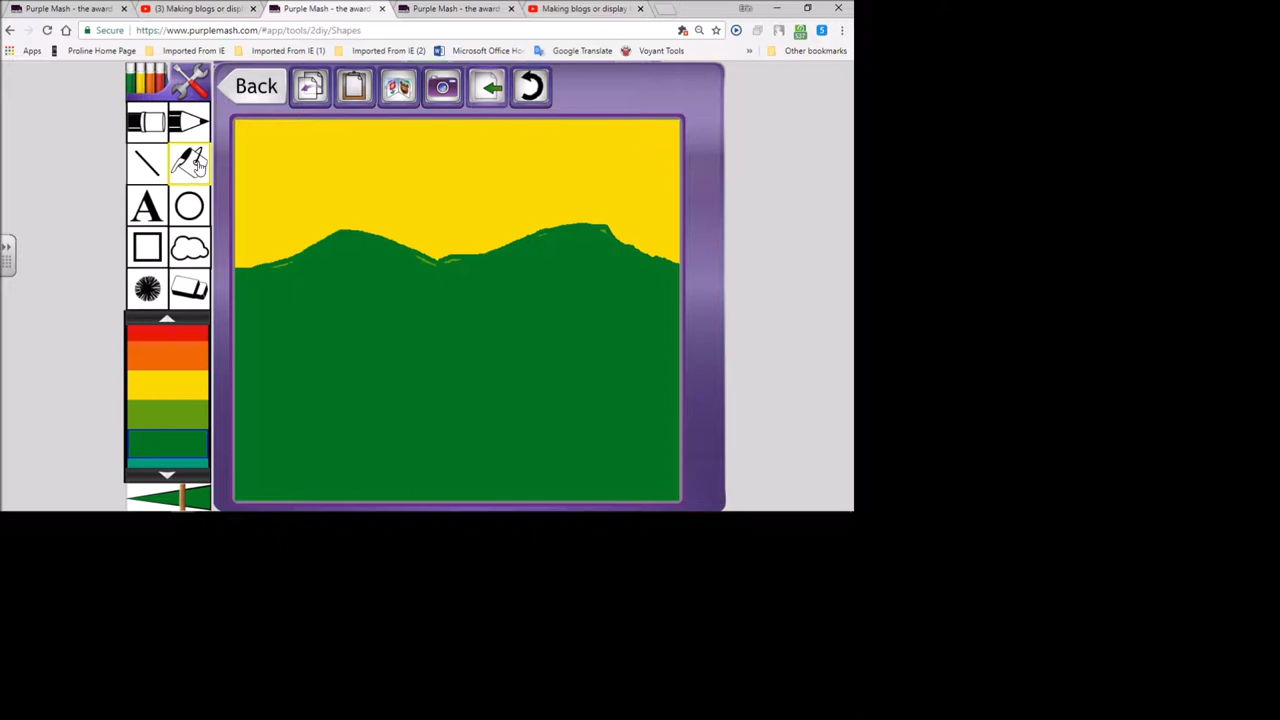 Purple Mash - the award
(3) Making blogs or displ
Purple Mash - the award
Purple Mash - the award
Making blogs or display
Secure
https://www.purplemash.com/#app/tools/2diy/Shapes
Apps
Proline Home Page
Imported From IE
Imported From IE (1)
Imported From IE (2)
Microsoft Office Ho
Google Translate
Voyant Tools
»
Other bookmarks
Back
A